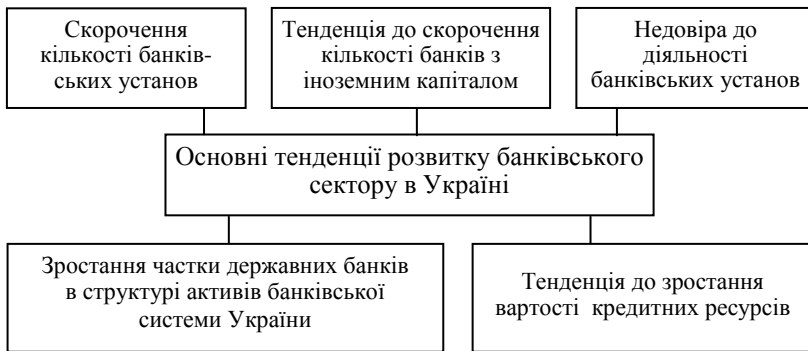 Скорочення
кількості банків-
ських установ
Тенденція до скорочення
кількості банків з
іноземним капіталом
Недовіра до
діяльності
банківських установ
Основні тенденції розвитку банківського
сектору в Україні
Зростання частки державних банків
в структурі активів банківської
системи України
Тенденція до зростання
вартості кредитних ресурсів